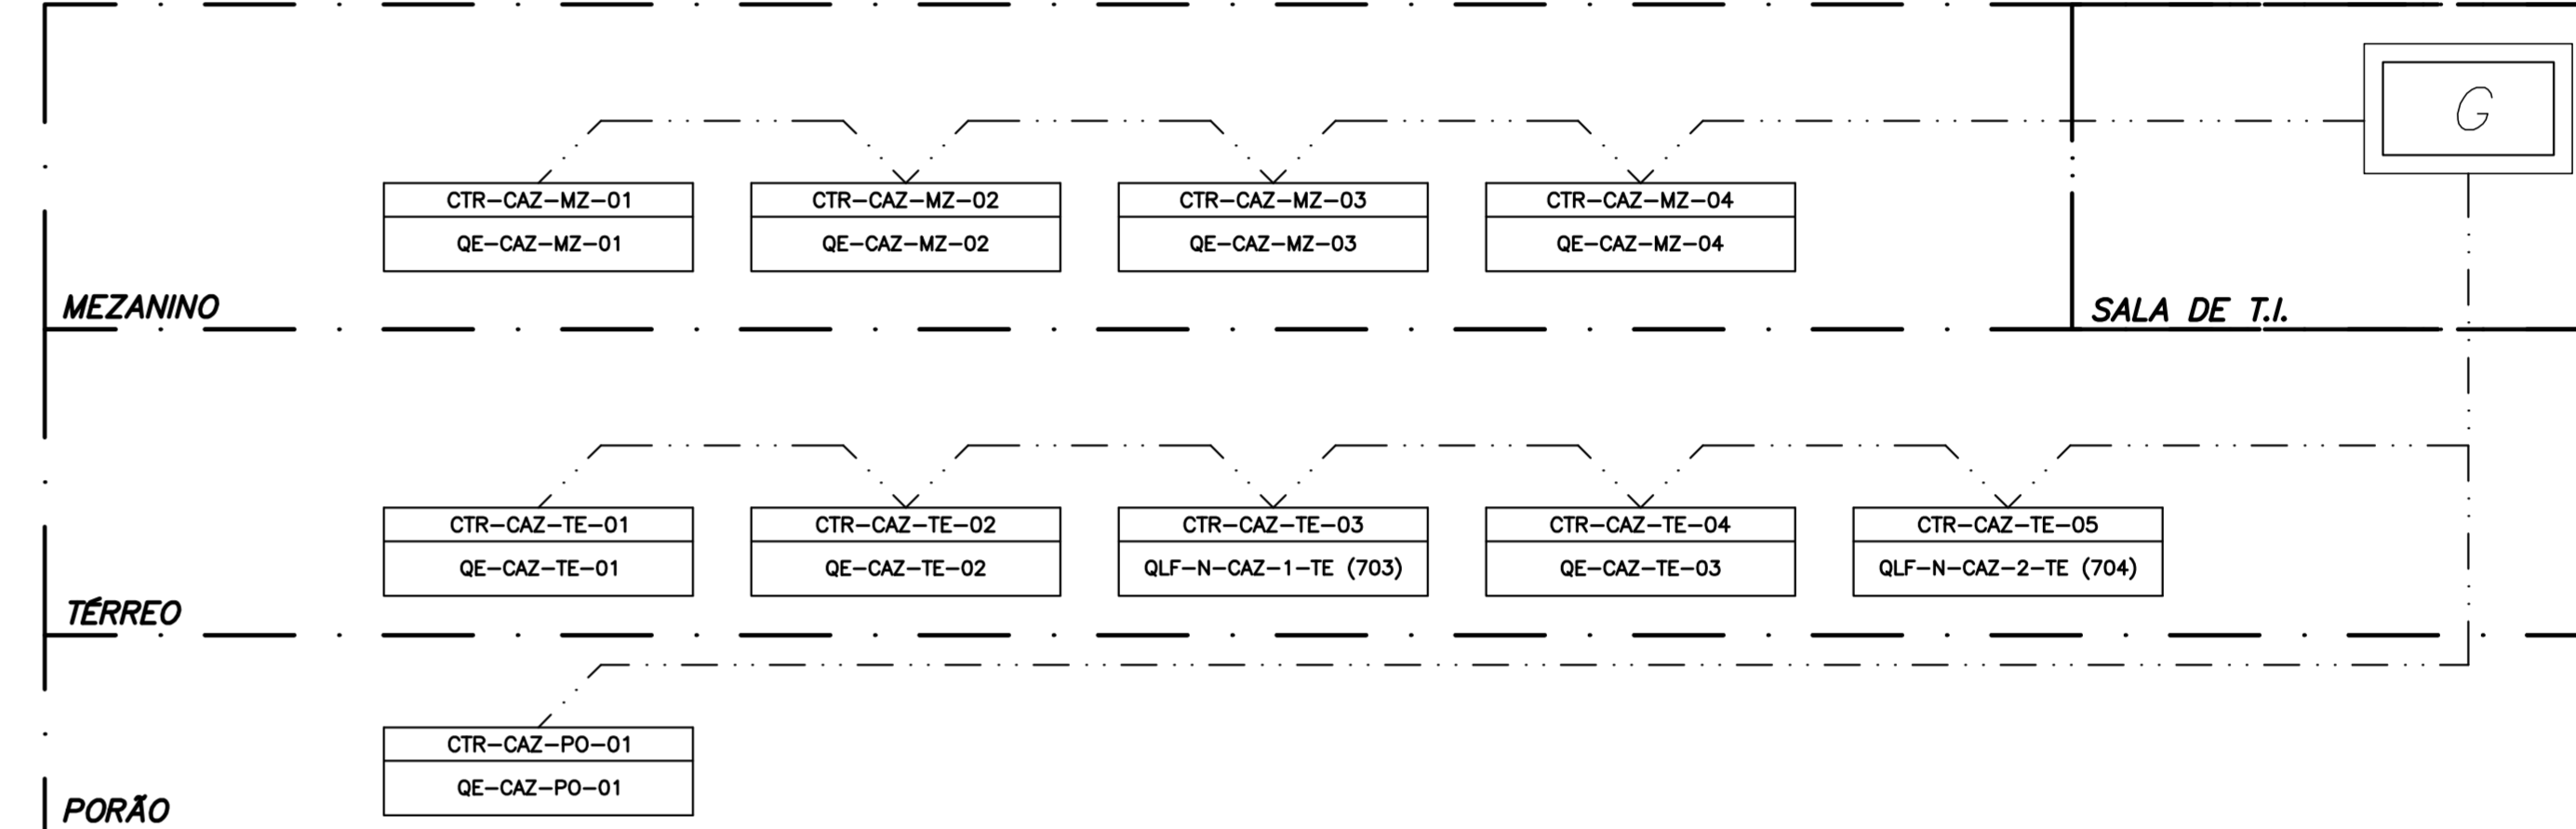 G
CTR-CAZ-MZ-01
QE-CAZ-MZ-01
CTR-CAZ-MZ-02
QE-CAZ-MZ-02
CTR-CAZ-MZ-03
QE-CAZ-MZ-03
CTR-CAZ-MZ-04
QE-CAZ-MZ-04
MEZANINO
SALA DE T.I.
CTR-CAZ-TE-01
QE-CAZ-TE-01
CTR-CAZ-TE-02
QE-CAZ-TE-02
CTR-CAZ-TE-03
QLF-N-CAZ-1-TE (703)
CTR-CAZ-TE-04
QE-CAZ-TE-03
CTR-CAZ-TE-05
QLF-N-CAZ-2-TE (704)
TÉRREO
CTR-CAZ-PO-01
QE-CAZ-PO-01
PORÃO